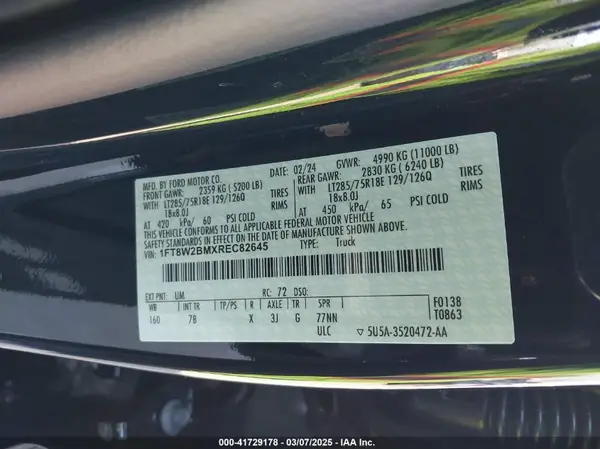 MFD. BY FORD MOTOR CO.
DATE: 02/24 GVWR: 4990 KG (11000 LB)
FRONT GAWR: 2359 KG (5200 LB)
REAR GAWR: 2830 KG (6240 LB)
WITH LT285/75R18E 129/126Q TIRES
WITH LT285/75R18E 129/126Q TIRES
18x8.0J RIMS
18x8.0J RIMS
AT 420 kPa/ 60 PSI COLD
AT 450 kPa/ 65 PSI COLD
THIS VEHICLE CONFORMS TO ALL APPLICABLE FEDERAL MOTOR VEHICLE
SAFETY AND THEFT PREVENTION STANDARDS IN EFFECT ON THE DATE OF MANUFACTURE SHOWN ABOVE.
VIN: 1FT8W2BMXREC82645 TYPE: Truck
EXT PNT: UM RC: 72 DSO:
WB INT TR TP/PS R AXLE TR SPR
160 7B X 3J G 77NN
F0138
T0863
ULC ▽ 5U5A-3520472-AA
000-41729178 | 03/07/2025 | IAA Inc.